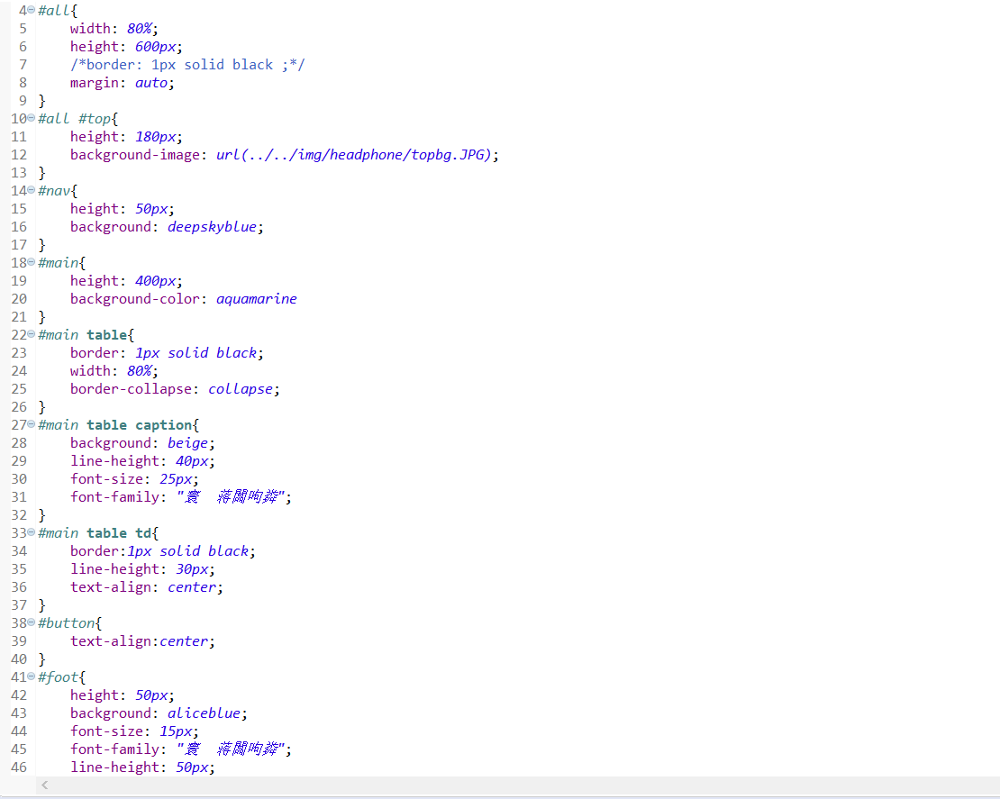 4 #all{
5 width: 80%;
6 height: 600px;
7 /*border: 1px solid black ;*/
8 margin: auto;
9 }
10 #all #top{
11 height: 180px;
12 background-image: url(../../img/headphone/topbg.JPG);
13 }
14 #nav{
15 height: 50px;
16 background: deepskyblue;
17 }
18 #main{
19 height: 400px;
20 background-color: aquamarine
21 }
22 #main table{
23 border: 1px solid black;
24 width: 80%;
25 border-collapse: collapse;
26 }
27 #main table caption{
28 background: beige;
29 line-height: 40px;
30 font-size: 25px;
31 font-family: "寰 蒋闆呴粦";
32 }
33 #main table td{
34 border:1px solid black;
35 line-height: 30px;
36 text-align: center;
37 }
38 #button{
39 text-align:center;
40 }
41 #foot{
42 height: 50px;
43 background: aliceblue;
44 font-size: 15px;
45 font-family: "寰 蒋闆呴粦";
46 line-height: 50px;